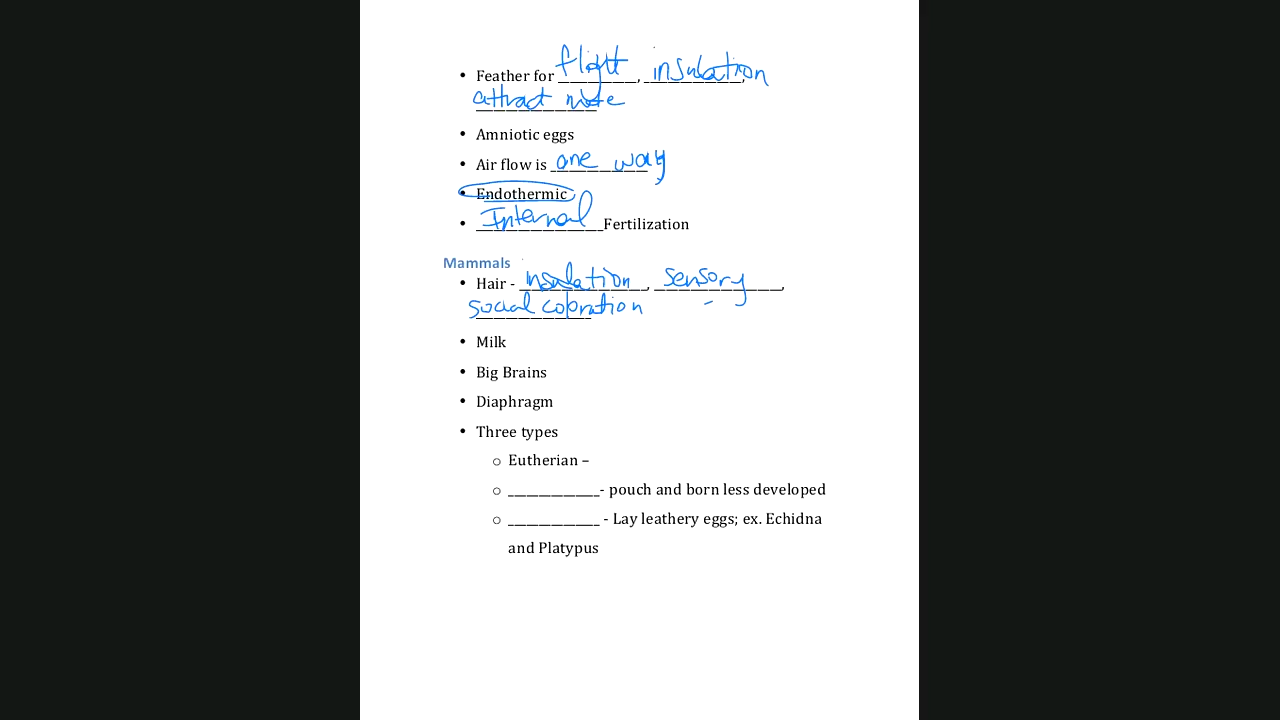 • Feather for flight, insulation,
attract mate
• Amniotic eggs
• Air flow is one way
• Endothermic
• Internal Fertilization
Mammals
• Hair - insulation, sensory,
social coloration
• Milk
• Big Brains
• Diaphragm
• Three types
o Eutherian –
o ____________- pouch and born less developed
o ____________ - Lay leathery eggs; ex. Echidna
and Platypus